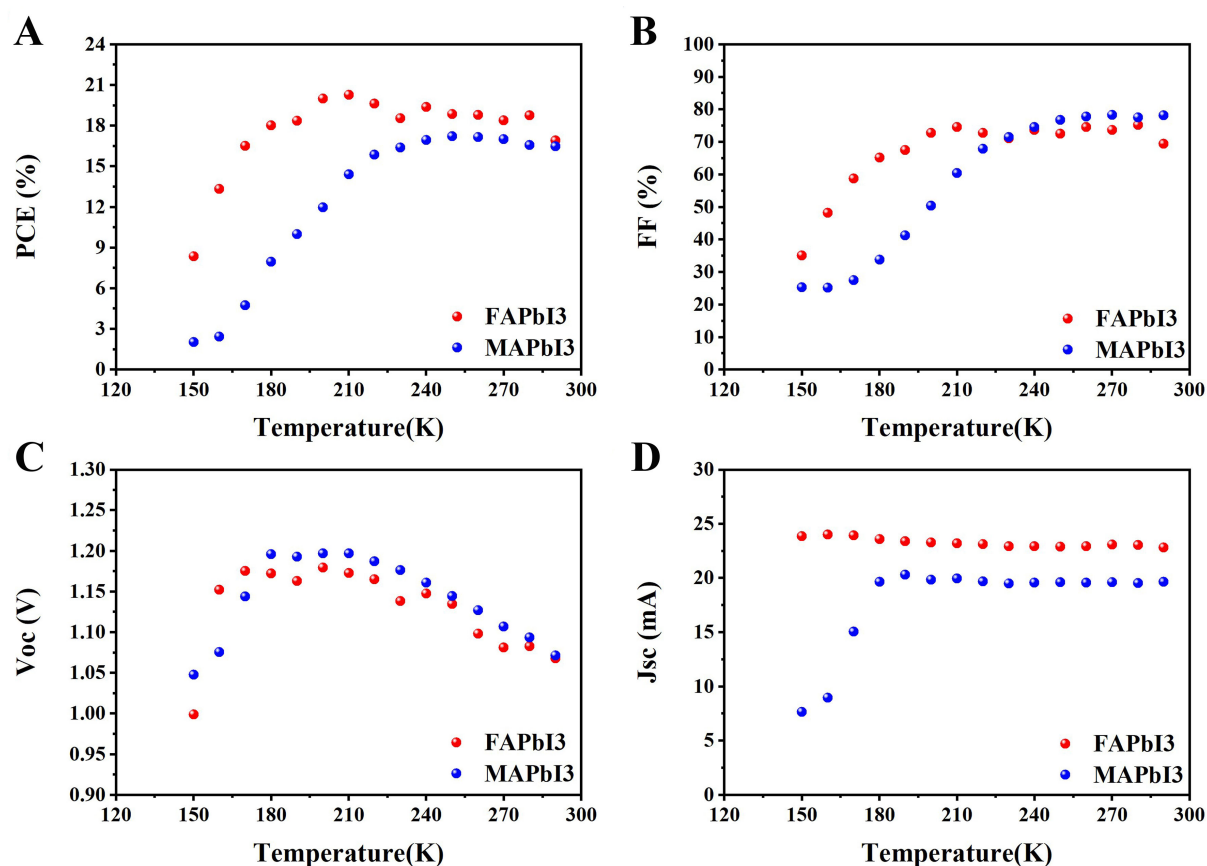 A
24
21
18
15
12
9
6
3
0
PCE (%)
FAPbI3
MAPbI3
120 150 180 210 240 270 300
Temperature(K)
B
100
90
80
70
60
50
40
30
20
10
0
FF (%)
FAPbI3
MAPbI3
120 150 180 210 240 270 300
Temperature(K)
C
1.30
1.25
1.20
1.15
1.10
1.05
1.00
0.95
0.90
Voc (V)
FAPbI3
MAPbI3
120 150 180 210 240 270 300
Temperature(K)
D
30
25
20
15
10
5
0
Jsc (mA)
FAPbI3
MAPbI3
120 150 180 210 240 270 300
Temperature(K)